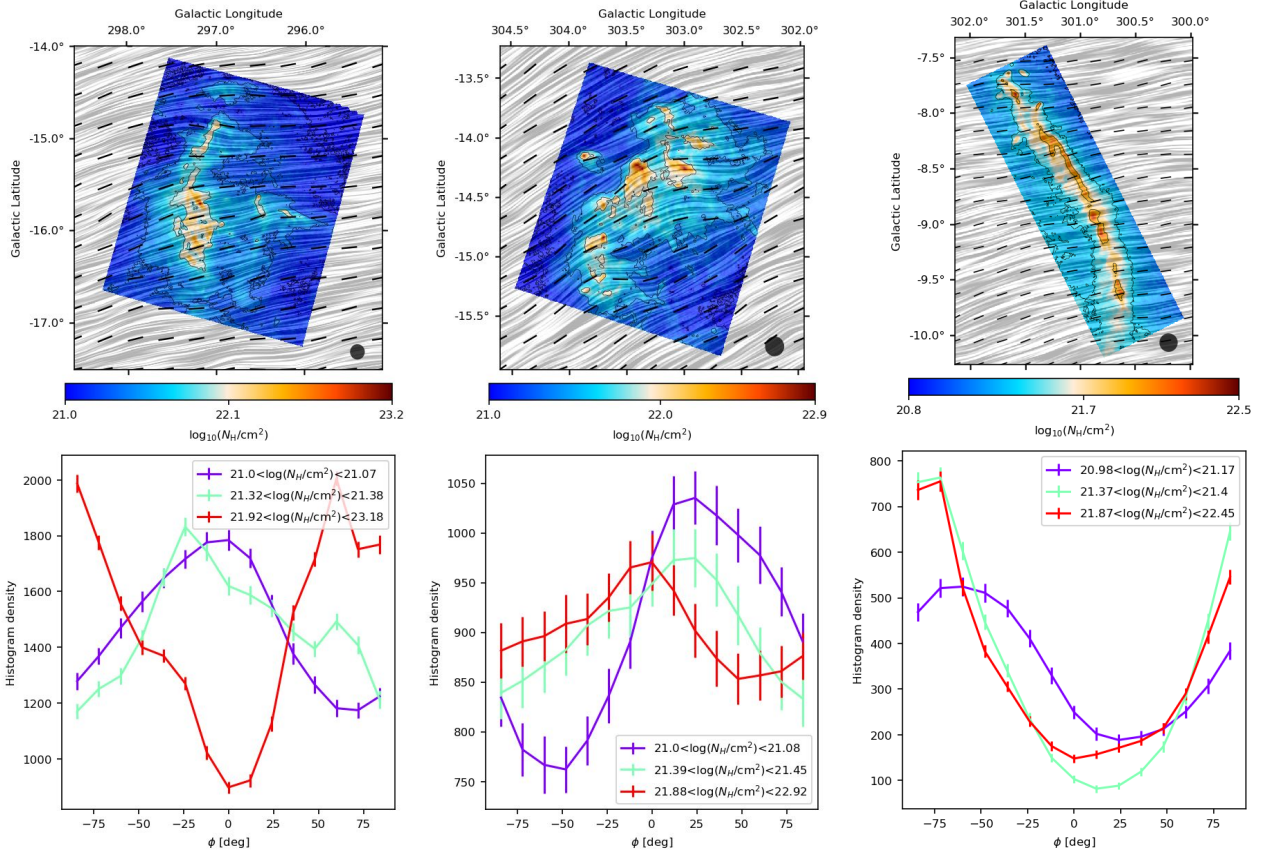 Galactic Longitude
298.0° 297.0° 296.0°
-14.0°
-15.0°
-16.0°
-17.0°
Galactic Latitude
21.0 22.1 23.2
log10(NH/cm²)
Galactic Longitude
304.5° 304.0° 303.5° 303.0° 302.5° 302.0°
-13.5°
-14.0°
-14.5°
-15.0°
-15.5°
Galactic Latitude
21.0 22.0 22.9
log10(NH/cm²)
Galactic Longitude
302.0° 301.5° 301.0° 300.5° 300.0°
-7.5°
-8.0°
-8.5°
-9.0°
-9.5°
-10.0°
Galactic Latitude
20.8 21.7 22.5
log10(NH/cm²)
2000
1800
1600
1400
1200
1000
Histogram density
21.0<log(NH/cm²)<21.07
21.32<log(NH/cm²)<21.38
21.92<log(NH/cm²)<23.18
−75 −50 −25 0 25 50 75
ϕ [deg]
1050
1000
950
900
850
800
750
Histogram density
21.0<log(NH/cm²)<21.08
21.39<log(NH/cm²)<21.45
21.88<log(NH/cm²)<22.92
−75 −50 −25 0 25 50 75
ϕ [deg]
800
700
600
500
400
300
200
100
Histogram density
20.98<log(NH/cm²)<21.17
21.37<log(NH/cm²)<21.4
21.87<log(NH/cm²)<22.45
−75 −50 −25 0 25 50 75
ϕ [deg]